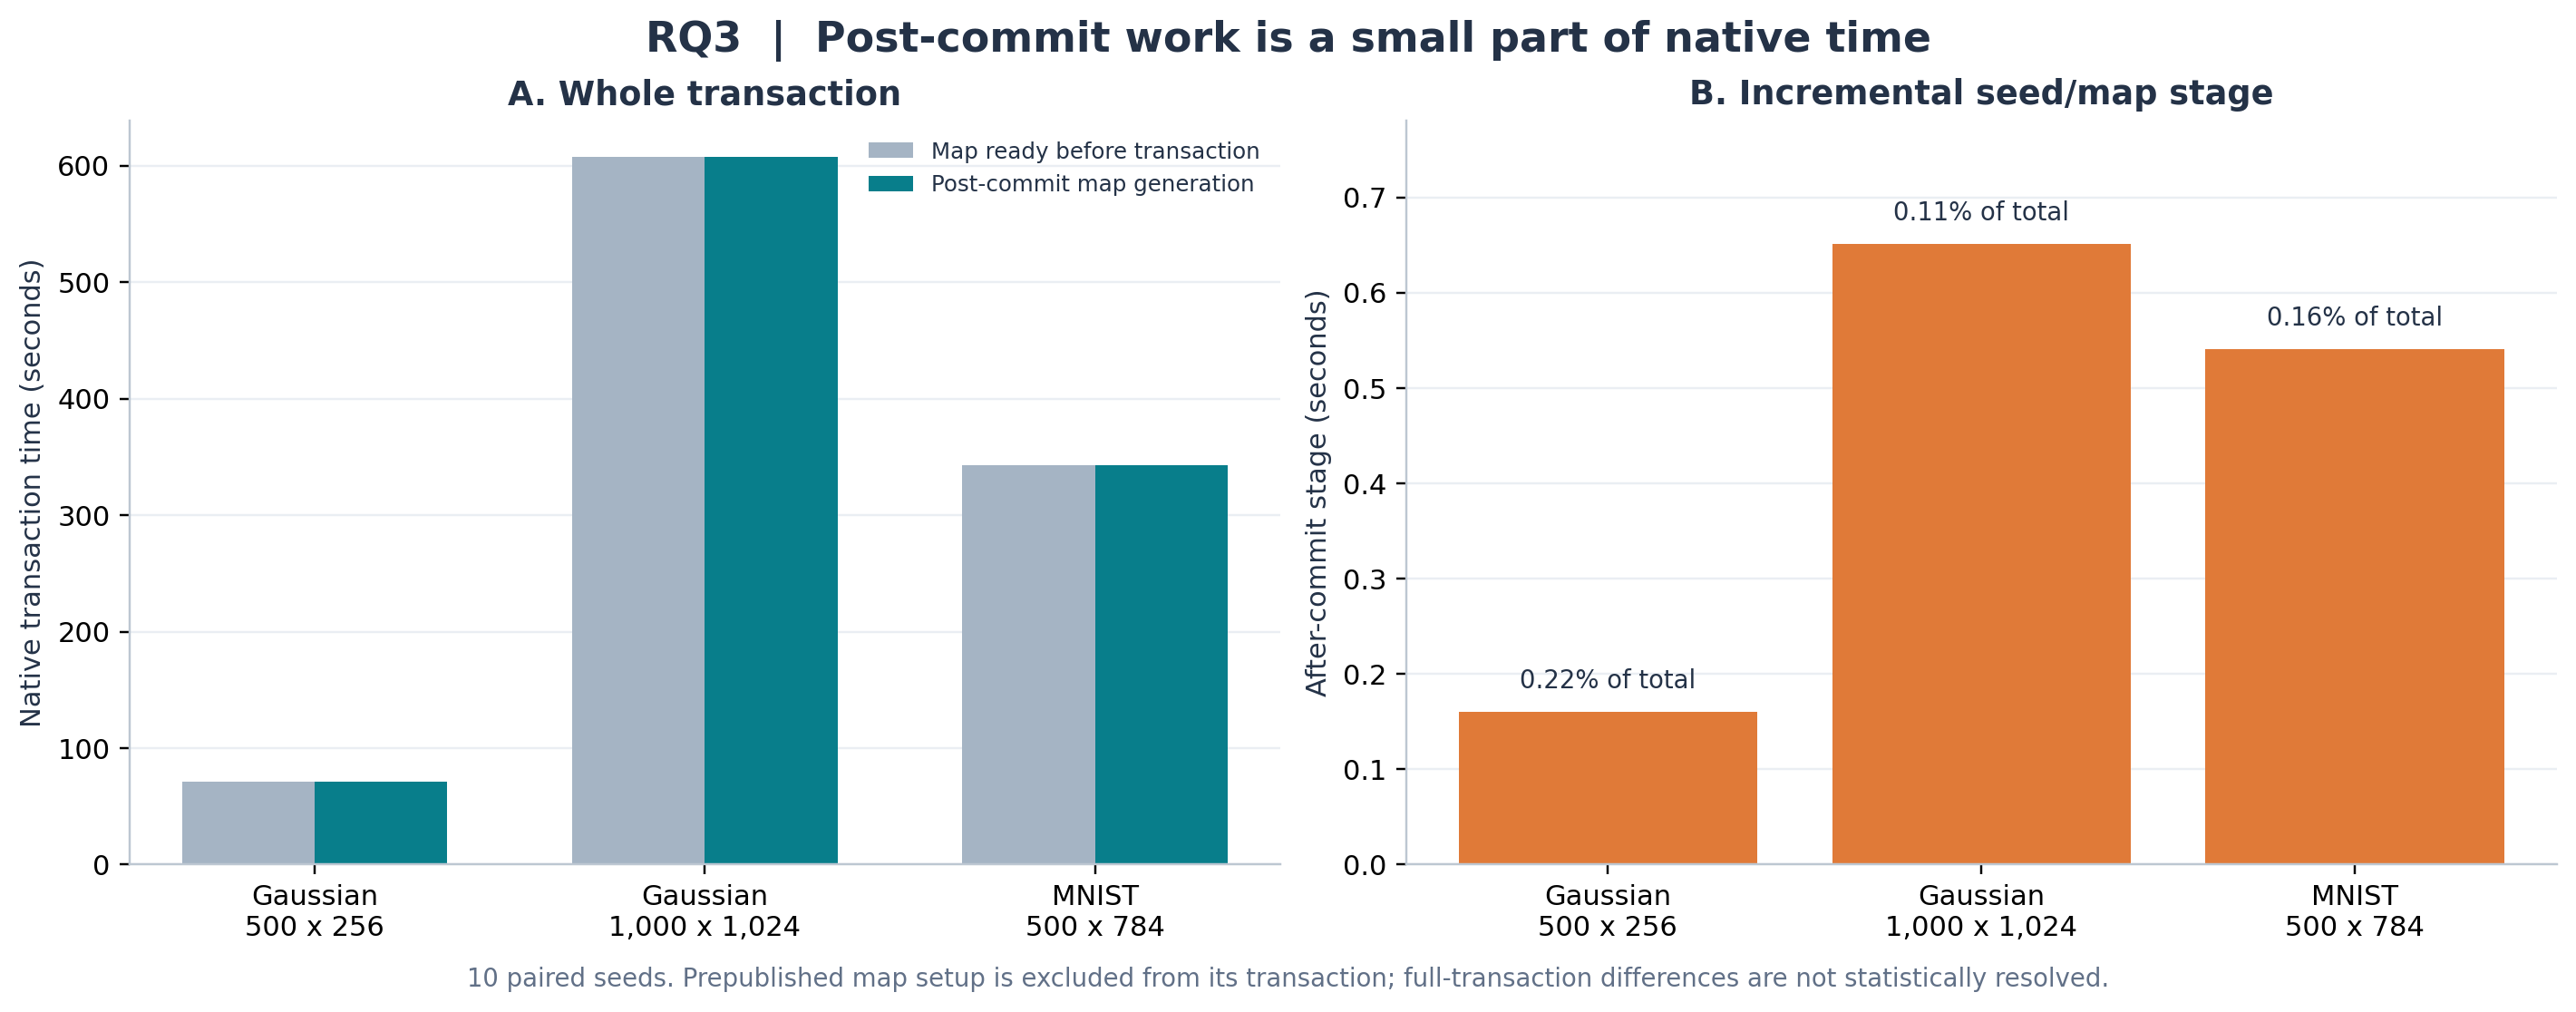 RQ3 | Post-commit work is a small part of native time
A. Whole transaction
Native transaction time (seconds)
600
500
400
300
200
100
0
Map ready before transaction
Post-commit map generation
Gaussian
500 x 256
Gaussian
1,000 x 1,024
MNIST
500 x 784
B. Incremental seed/map stage
After-commit stage (seconds)
0.7
0.6
0.5
0.4
0.3
0.2
0.1
0.0
0.22% of total
0.11% of total
0.16% of total
Gaussian
500 x 256
Gaussian
1,000 x 1,024
MNIST
500 x 784
10 paired seeds. Prepublished map setup is excluded from its transaction; full-transaction differences are not statistically resolved.